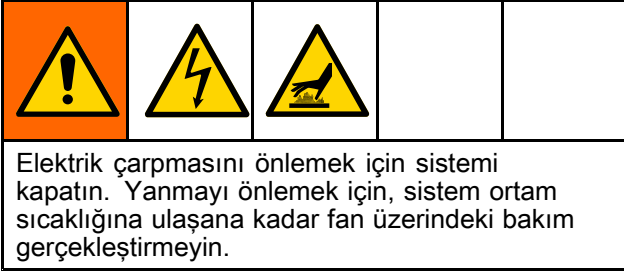 Elektrik çarpmasını önlemek için sistemi
kapatın. Yanmayı önlemek için, sistem ortam
sıcaklığına ulaşana kadar fan üzerindeki bakım
gerçekleştirmeyin.